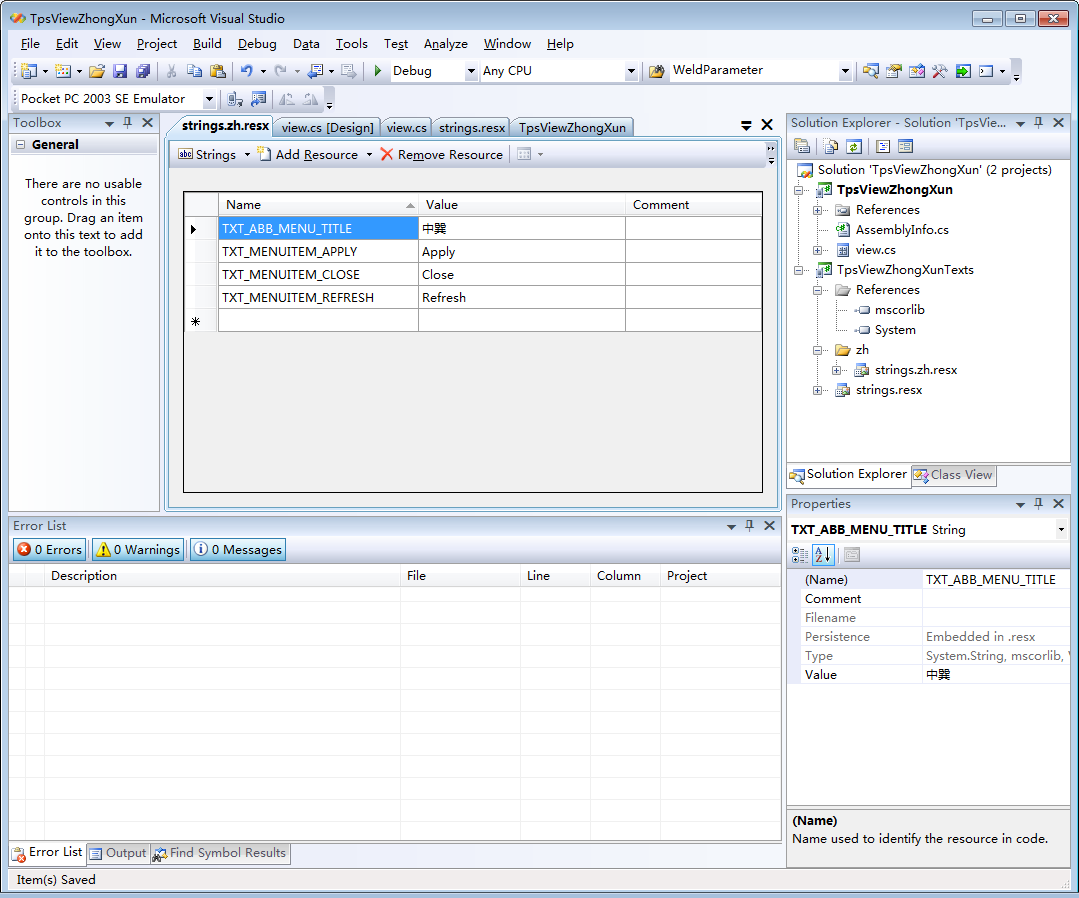 TpsViewZhongXun - Microsoft Visual Studio
File Edit View Project Build Debug Data Tools Test Analyze Window Help
Debug Any CPU WeldParameter
Pocket PC 2003 SE Emulator
Toolbox
General
There are no usable
controls in this
group. Drag an item
onto this text to add
it to the toolbox.
strings.zh.resx view.cs [Design] view.cs strings.resx TpsViewZhongXun
abc Strings Add Resource Remove Resource
Name Value Comment
TXT_ABB_MENU_TITLE 中巽
TXT_MENUITEM_APPLY Apply
TXT_MENUITEM_CLOSE Close
TXT_MENUITEM_REFRESH Refresh
Solution Explorer - Solution 'TpsVie...
Solution 'TpsViewZhongXun' (2 projects)
TpsViewZhongXun
References
AssemblyInfo.cs
view.cs
TpsViewZhongXunTexts
References
mscorlib
System
zh
strings.zh.resx
strings.resx
Solution Explorer Class View
Error List
0 Errors 0 Warnings 0 Messages
Description File Line Column Project
Error List Output Find Symbol Results
Item(s) Saved
Properties
TXT_ABB_MENU_TITLE String
(Name) TXT_ABB_MENU_TITLE
Comment
Filename
Persistence Embedded in .resx
Type System.String, mscorlib,
Value 中巽
(Name)
Name used to identify the resource in code.